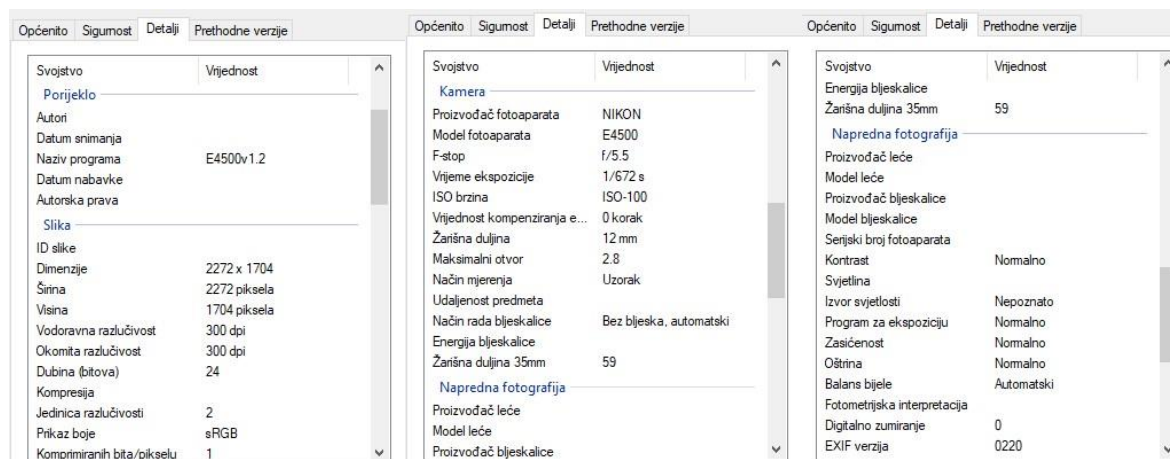 Općenito Sigurnost Detalji Prethodne verzije
Svojstvo Vrijednost
Porijeklo
Autori
Datum snimanja
Naziv programa E4500v1.2
Datum nabavke
Autorska prava
Slika
ID slike
Dimenzije 2272 x 1704
Širina 2272 piksela
Visina 1704 piksela
Vodoravna razlučivost 300 dpi
Okomita razlučivost 300 dpi
Dubina (bitova) 24
Kompresija
Jedinica razlučivosti 2
Prikaz boje sRGB
Komprimiranih bita/pikselu 1
Općenito Sigurnost Detalji Prethodne verzije
Svojstvo Vrijednost
Kamera
Proizvođač fotoaparata NIKON
Model fotoaparata E4500
F-stop f/5.5
Vrijeme ekspozicije 1/672 s
ISO brzina ISO-100
Vrijednost kompenziranja e... 0 korak
Žarišna duljina 12 mm
Maksimalni otvor 2.8
Način mjerenja Uzorak
Udaljenost predmeta
Način rada bljeskalice Bez bljeska, automatski
Energija bljeskalice
Žarišna duljina 35mm 59
Napredna fotografija
Proizvođač leće
Model leće
Proizvođač bljeskalice
Općenito Sigurnost Detalji Prethodne verzije
Svojstvo Vrijednost
Energija bljeskalice
Žarišna duljina 35mm 59
Napredna fotografija
Proizvođač leće
Model leće
Proizvođač bljeskalice
Model bljeskalice
Serijski broj fotoaparata
Kontrast Normalno
Svjetlina
Izvor svjetlosti Nepoznato
Program za ekspoziciju Normalno
Zasićenost Normalno
Oštrina Normalno
Balans bijele Automatski
Fotometrijska interpretacija
Digitalno zumiranje 0
EXIF verzija 0220